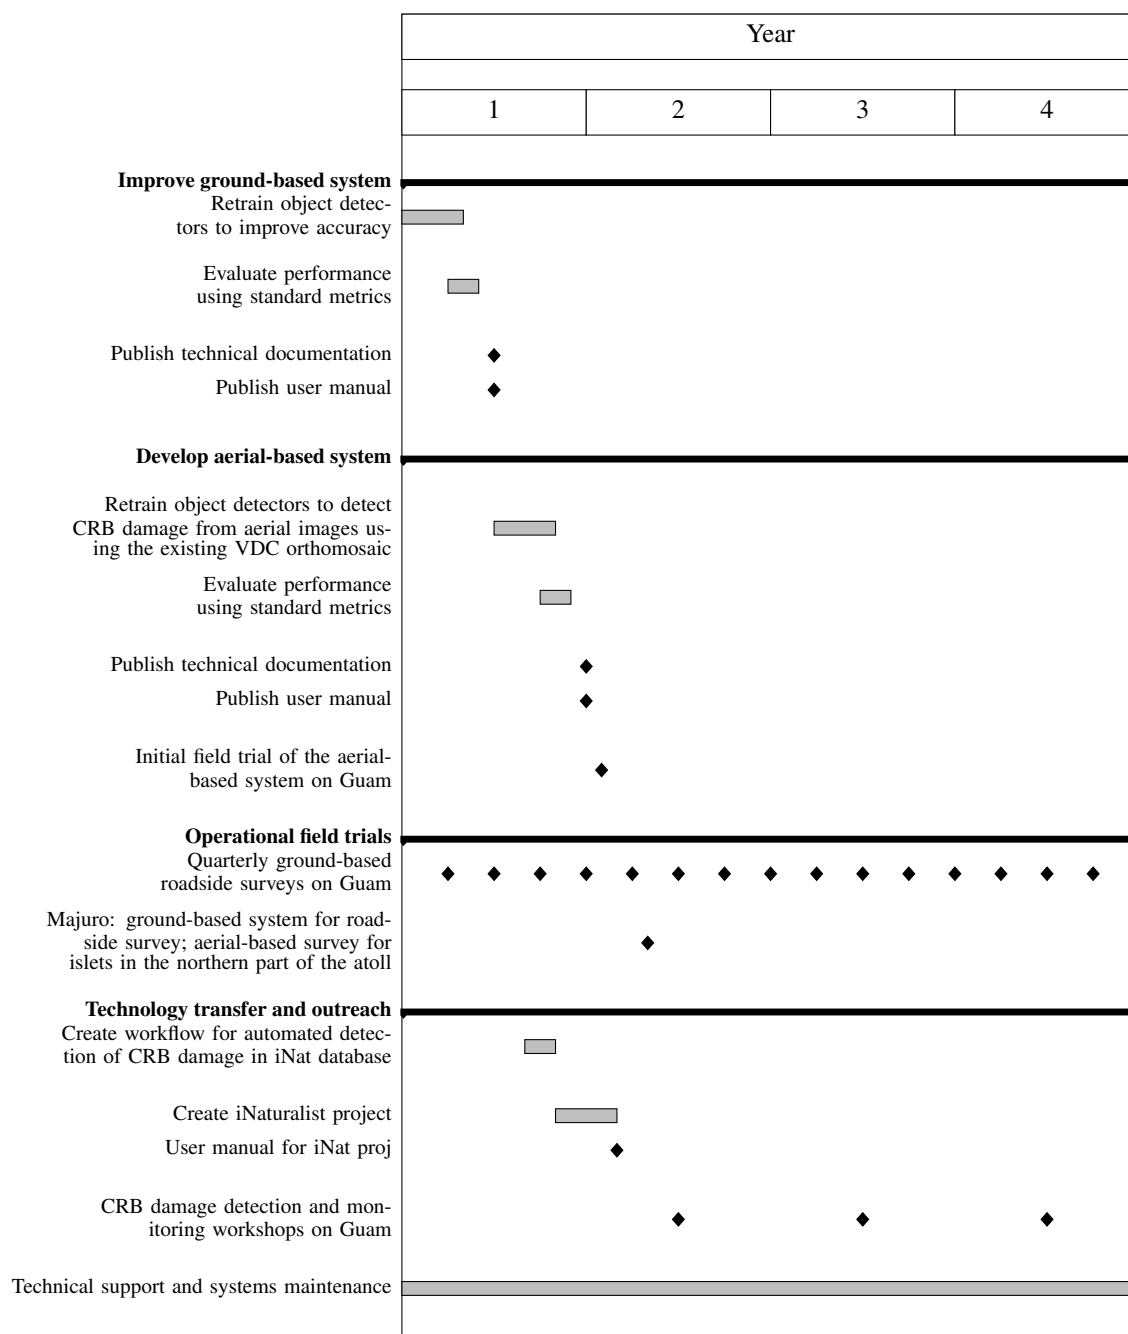 Year
1 2 3 4
Improve ground-based system
Retrain object detec-
tors to improve accuracy
Evaluate performance
using standard metrics
Publish technical documentation
Publish user manual
Develop aerial-based system
Retrain object detectors to detect
CRB damage from aerial images us-
ing the existing VDC orthomosaic
Evaluate performance
using standard metrics
Publish technical documentation
Publish user manual
Initial field trial of the aerial-
based system on Guam
Operational field trials
Quarterly ground-based
roadside surveys on Guam
Majuro: ground-based system for road-
side survey; aerial-based survey for
islets in the northern part of the atoll
Technology transfer and outreach
Create workflow for automated detec-
tion of CRB damage in iNat database
Create iNaturalist project
User manual for iNat proj
CRB damage detection and mon-
itoring workshops on Guam
Technical support and systems maintenance